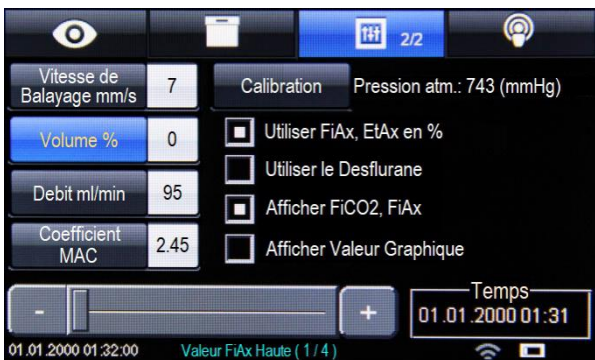 2/2
Vitesse de
Balayage mm/s
7
Calibration
Pression atm.: 743 (mmHg)
Volume %
0
Utiliser FiAx, EtAx en %
Utiliser le Desflurane
Debit ml/min
95
Afficher FiCO2, FiAx
Coefficient
MAC
2.45
Afficher Valeur Graphique
-
+
Temps
01.01.2000 01:31
01.01.2000 01:32:00
Valeur FiAx Haute ( 1 / 4 )